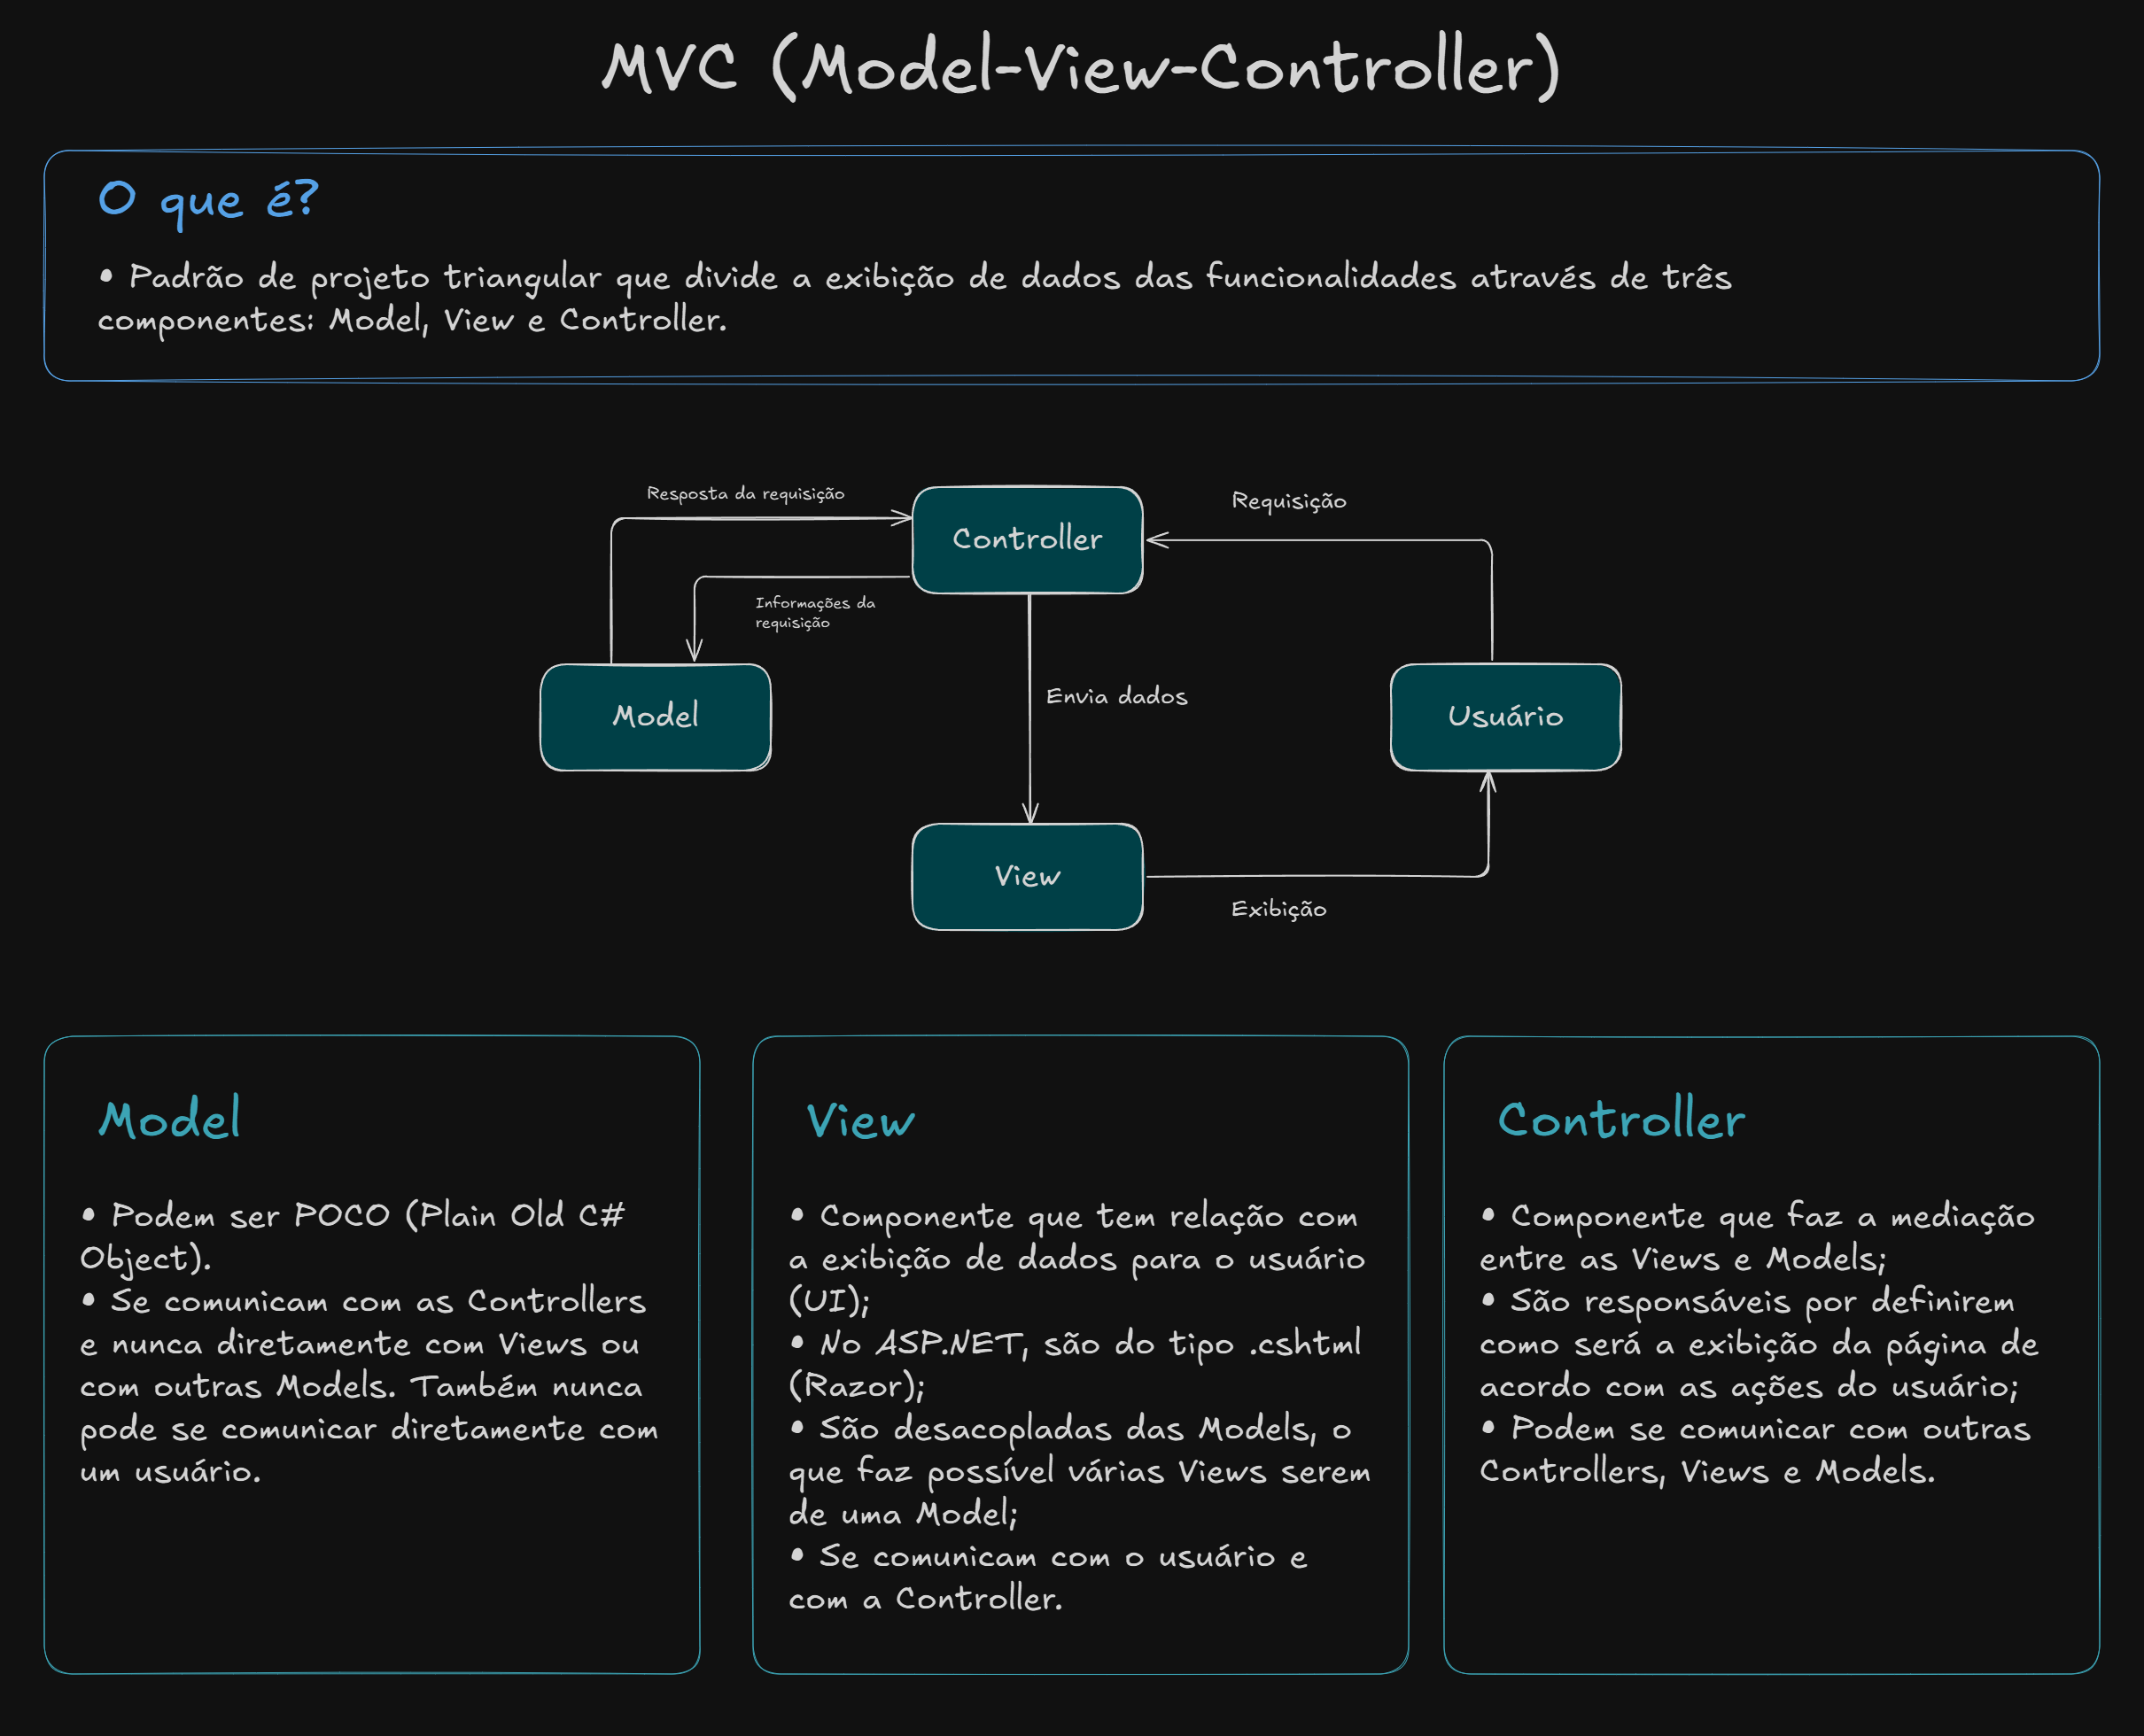 MVC (Model-View-Controller)
O que é?
• Padrão de projeto triangular que divide a exibição de dados das funcionalidades através de três
componentes: Model, View e Controller.
Resposta da requisição
Requisição
Controller
Informações da
requisição
Envia dados
Model
Usuário
View
Exibição
Model
• Podem ser POCO (Plain Old C#
Object).
• Se comunicam com as Controllers
e nunca diretamente com Views ou
com outras Models. Também nunca
pode se comunicar diretamente com
um usuário.
View
• Componente que tem relação com
a exibição de dados para o usuário
(UI);
• No ASP.NET, são do tipo .cshtml
(Razor);
• São desacopladas das Models, o
que faz possível várias Views serem
de uma Model;
• Se comunicam com o usuário e
com a Controller.
Controller
• Componente que faz a mediação
entre as Views e Models;
• São responsáveis por definirem
como será a exibição da página de
acordo com as ações do usuário;
• Podem se comunicar com outras
Controllers, Views e Models.